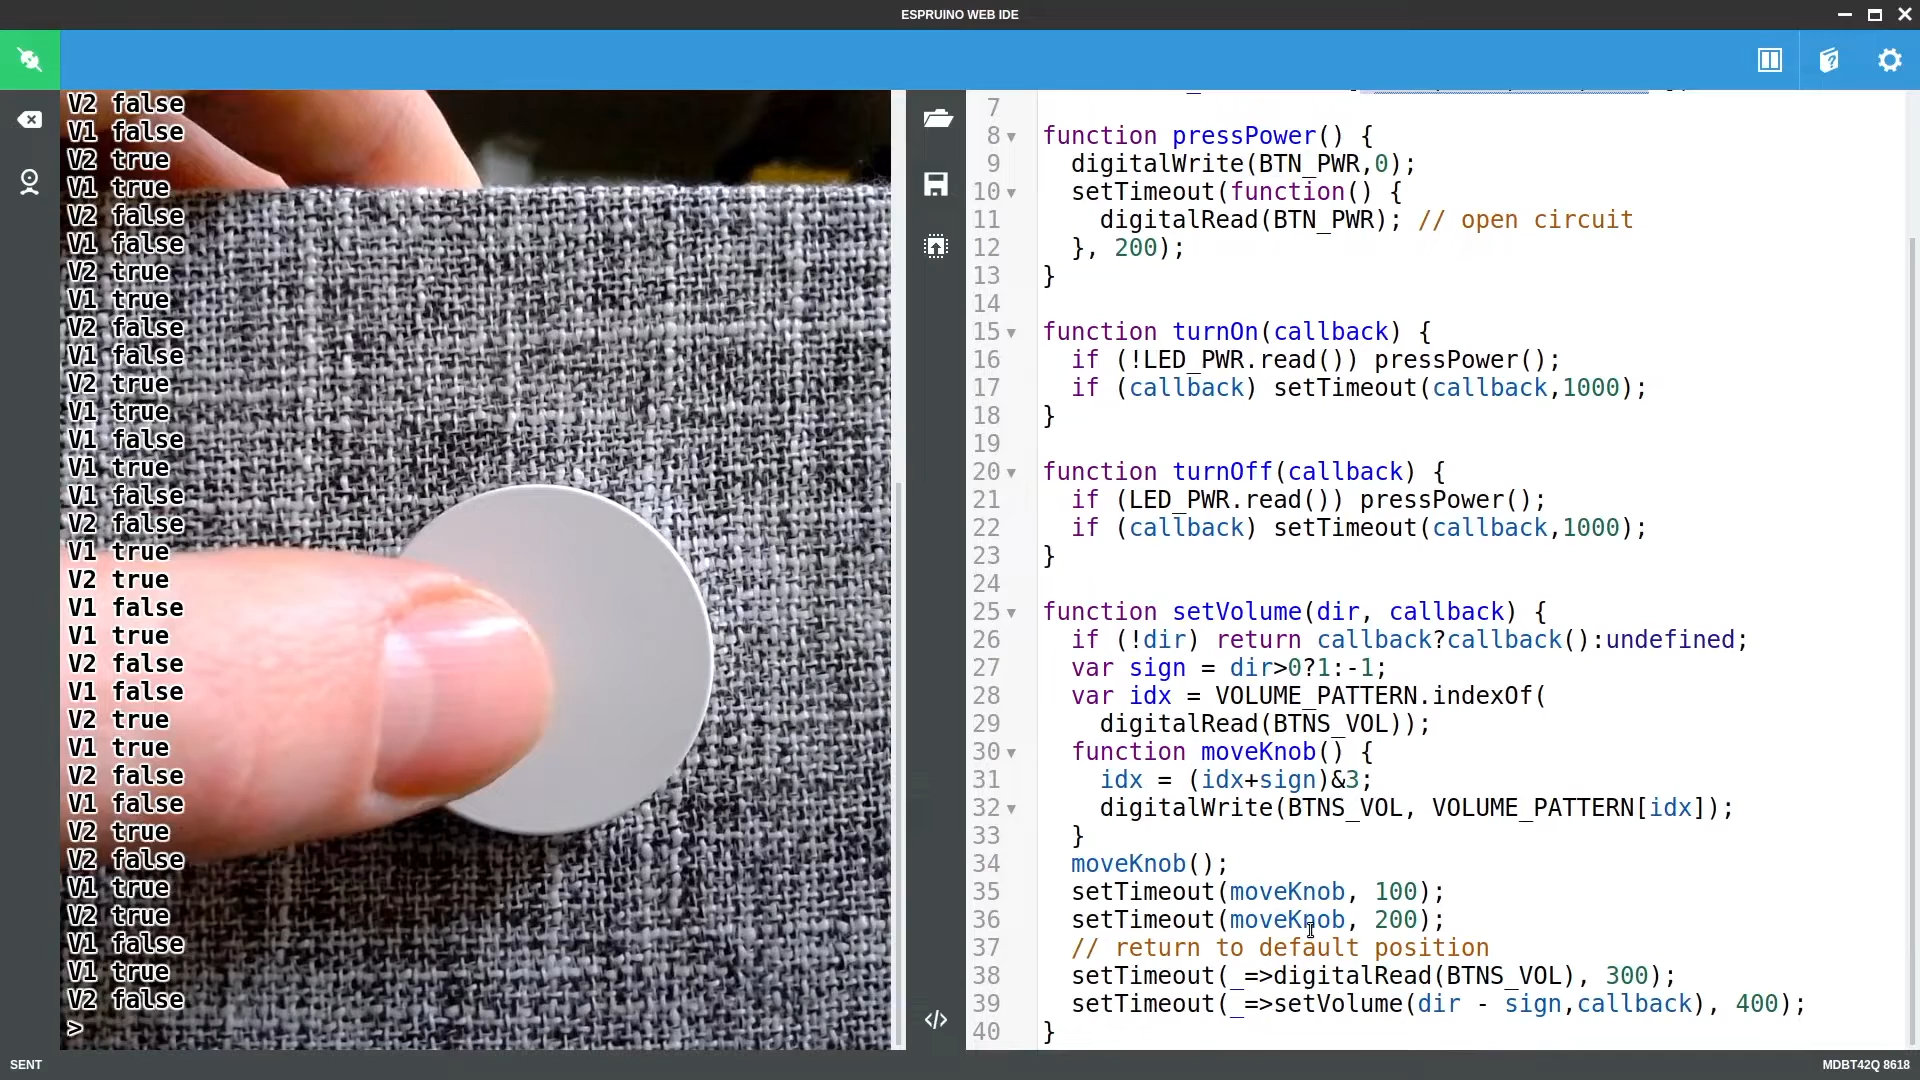 ESPRUINO WEB IDE
V2 false
V1 false
V2 true
V1 true
V2 false
V1 false
V2 true
V1 true
V2 false
V1 false
V2 true
V1 true
V1 false
V1 true
V1 false
V2 false
V1 true
V2 true
V1 false
V1 true
V2 false
V1 false
V2 true
V1 true
V2 false
V1 false
V2 true
V2 false
V1 true
V2 true
V1 false
V1 true
V2 false
>
7
8 function pressPower() {
9 digitalWrite(BTN_PWR,0);
10 setTimeout(function() {
11 digitalRead(BTN_PWR); // open circuit
12 }, 200);
13 }
14
15 function turnOn(callback) {
16 if (!LED_PWR.read()) pressPower();
17 if (callback) setTimeout(callback,1000);
18 }
19
20 function turnOff(callback) {
21 if (LED_PWR.read()) pressPower();
22 if (callback) setTimeout(callback,1000);
23 }
24
25 function setVolume(dir, callback) {
26 if (!dir) return callback?callback():undefined;
27 var sign = dir>0?1:-1;
28 var idx = VOLUME_PATTERN.indexOf(
29 digitalRead(BTNS_VOL));
30 function moveKnob() {
31 idx = (idx+sign)&3;
32 digitalWrite(BTNS_VOL, VOLUME_PATTERN[idx]);
33 }
34 moveKnob();
35 setTimeout(moveKnob, 100);
36 setTimeout(moveKnob, 200);
37 // return to default position
38 setTimeout(_=>digitalRead(BTNS_VOL), 300);
39 setTimeout(_=>setVolume(dir - sign,callback), 400);
40 }
SENT
MDBT42Q 8618